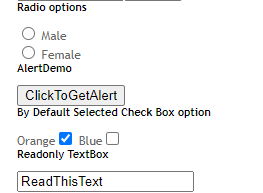 Radio options
Male
Female
AlertDemo
ClickToGetAlert
By Default Selected Check Box option
Orange Blue
Readonly TextBox
ReadThisText